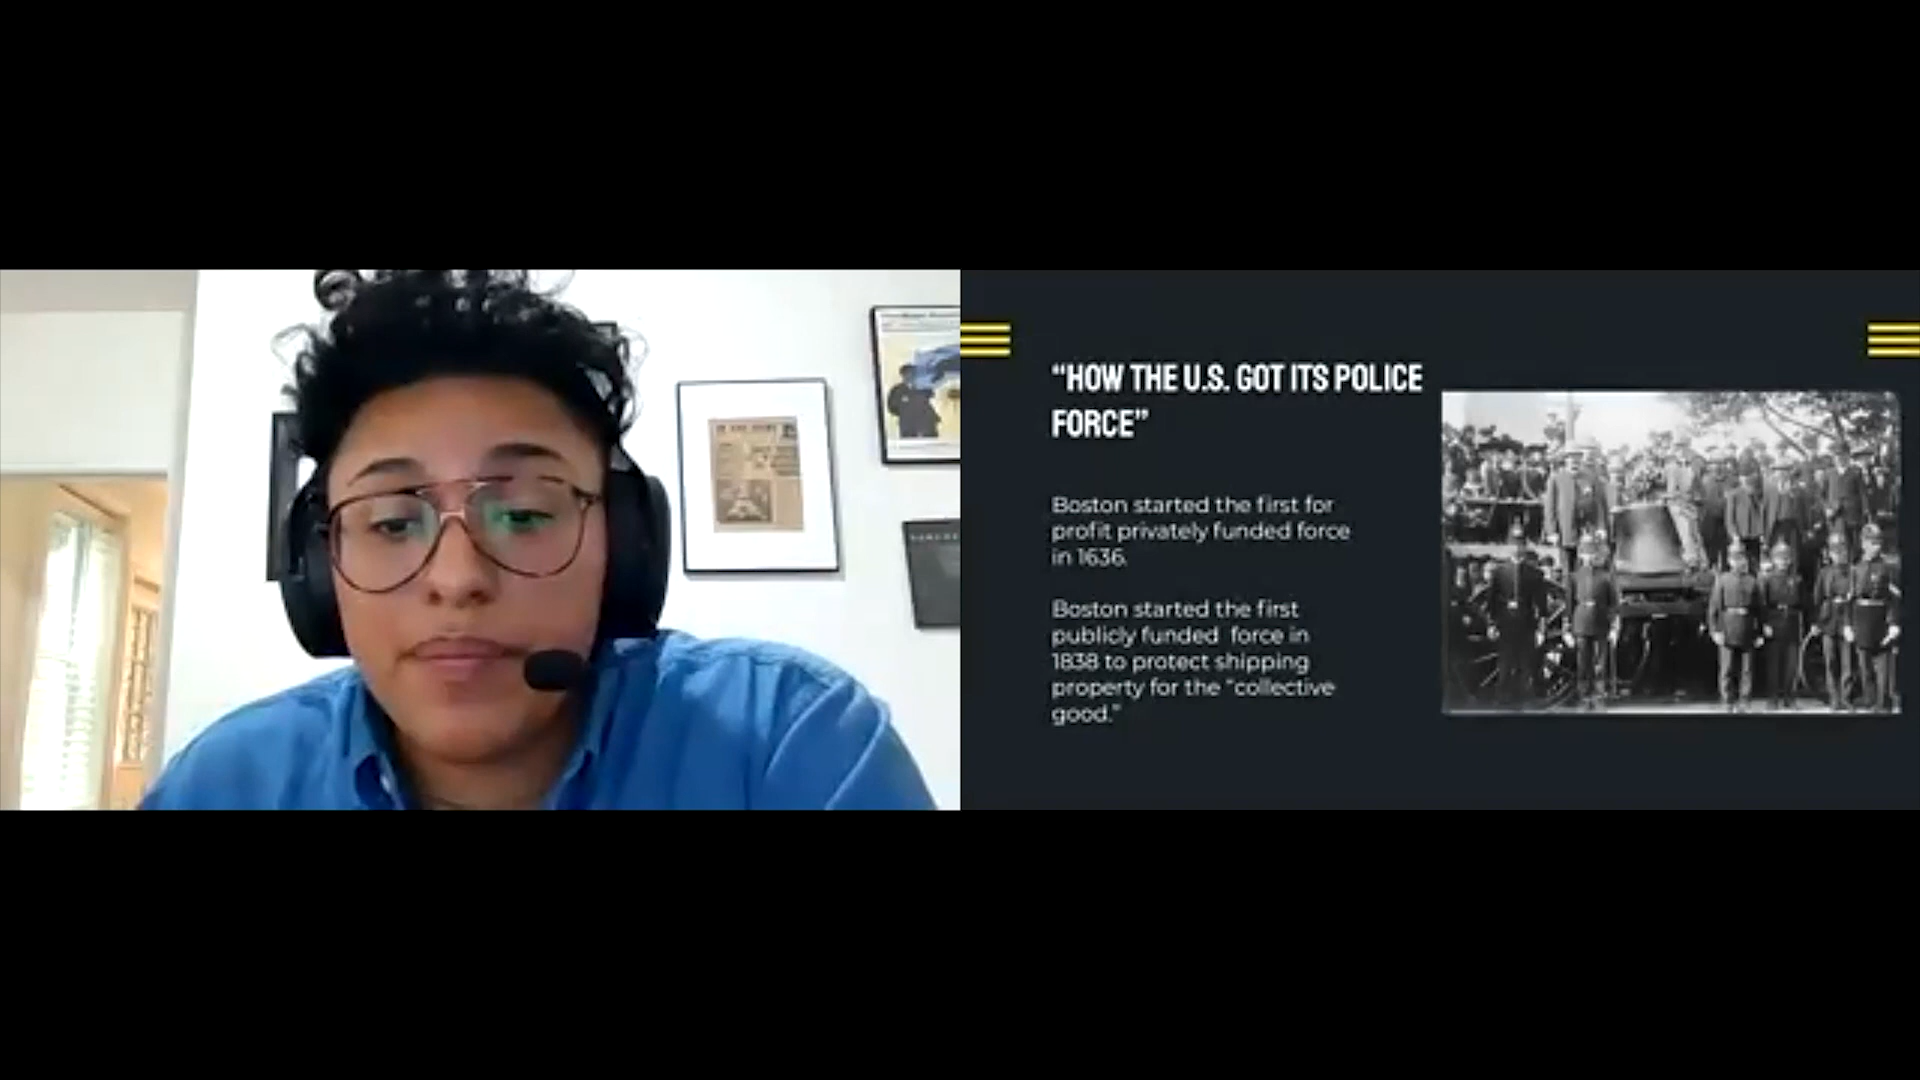 “HOW THE U.S. GOT ITS POLICE
FORCE”
Boston started the first for
profit privately funded force
in 1636.
Boston started the first
publicly funded force in
1838 to protect shipping
property for the “collective
good.”